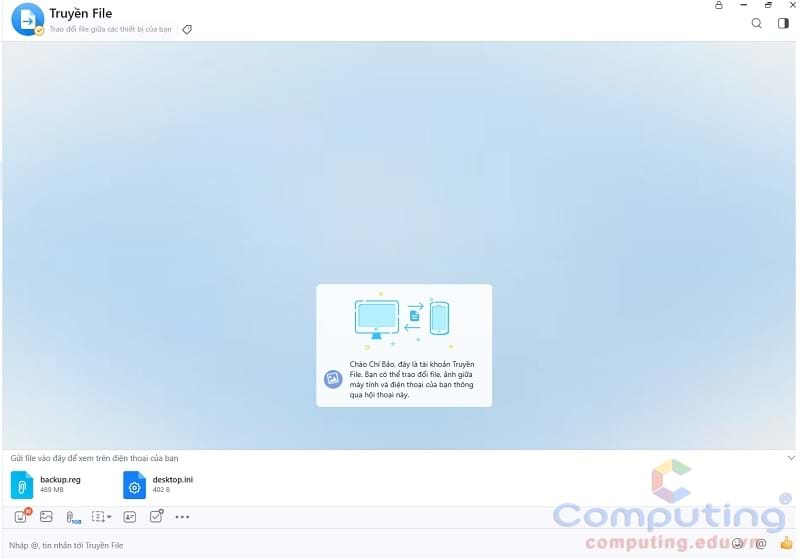 Truyền File
Trao đổi file giữa các thiết bị của bạn
Chào Chí Bảo, đây là tài khoản Truyền
File. Bạn có thể trao đổi file, ảnh giữa
máy tính và điện thoại của bạn thông
qua hội thoại này.
Gửi file vào đây để xem trên điện thoại của bạn
backup.reg
489 MB
desktop.ini
402 B
N
1GB
Nhập @, tin nhắn tới Truyền File
@
Computing®
computing.edu.vn